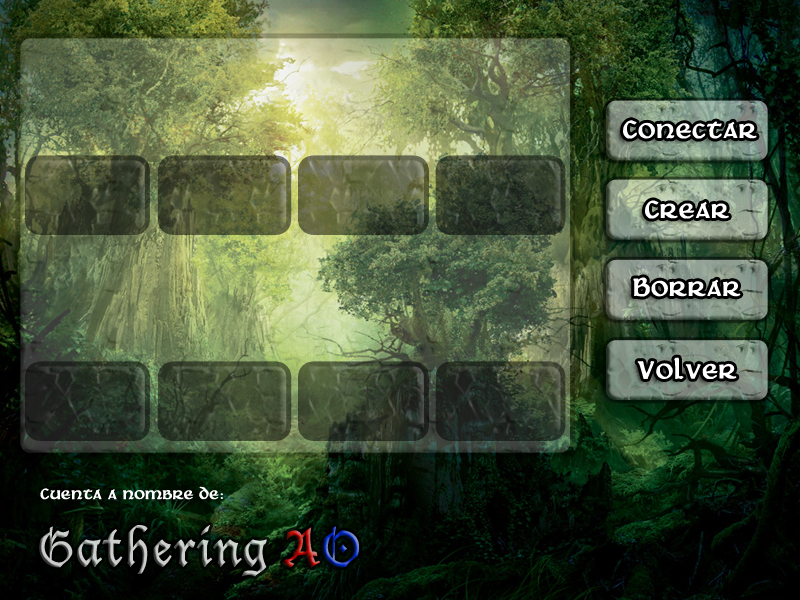 Conectar
Crear
Borrar
Volver
Cuenta a nombre de:
Gathering AO